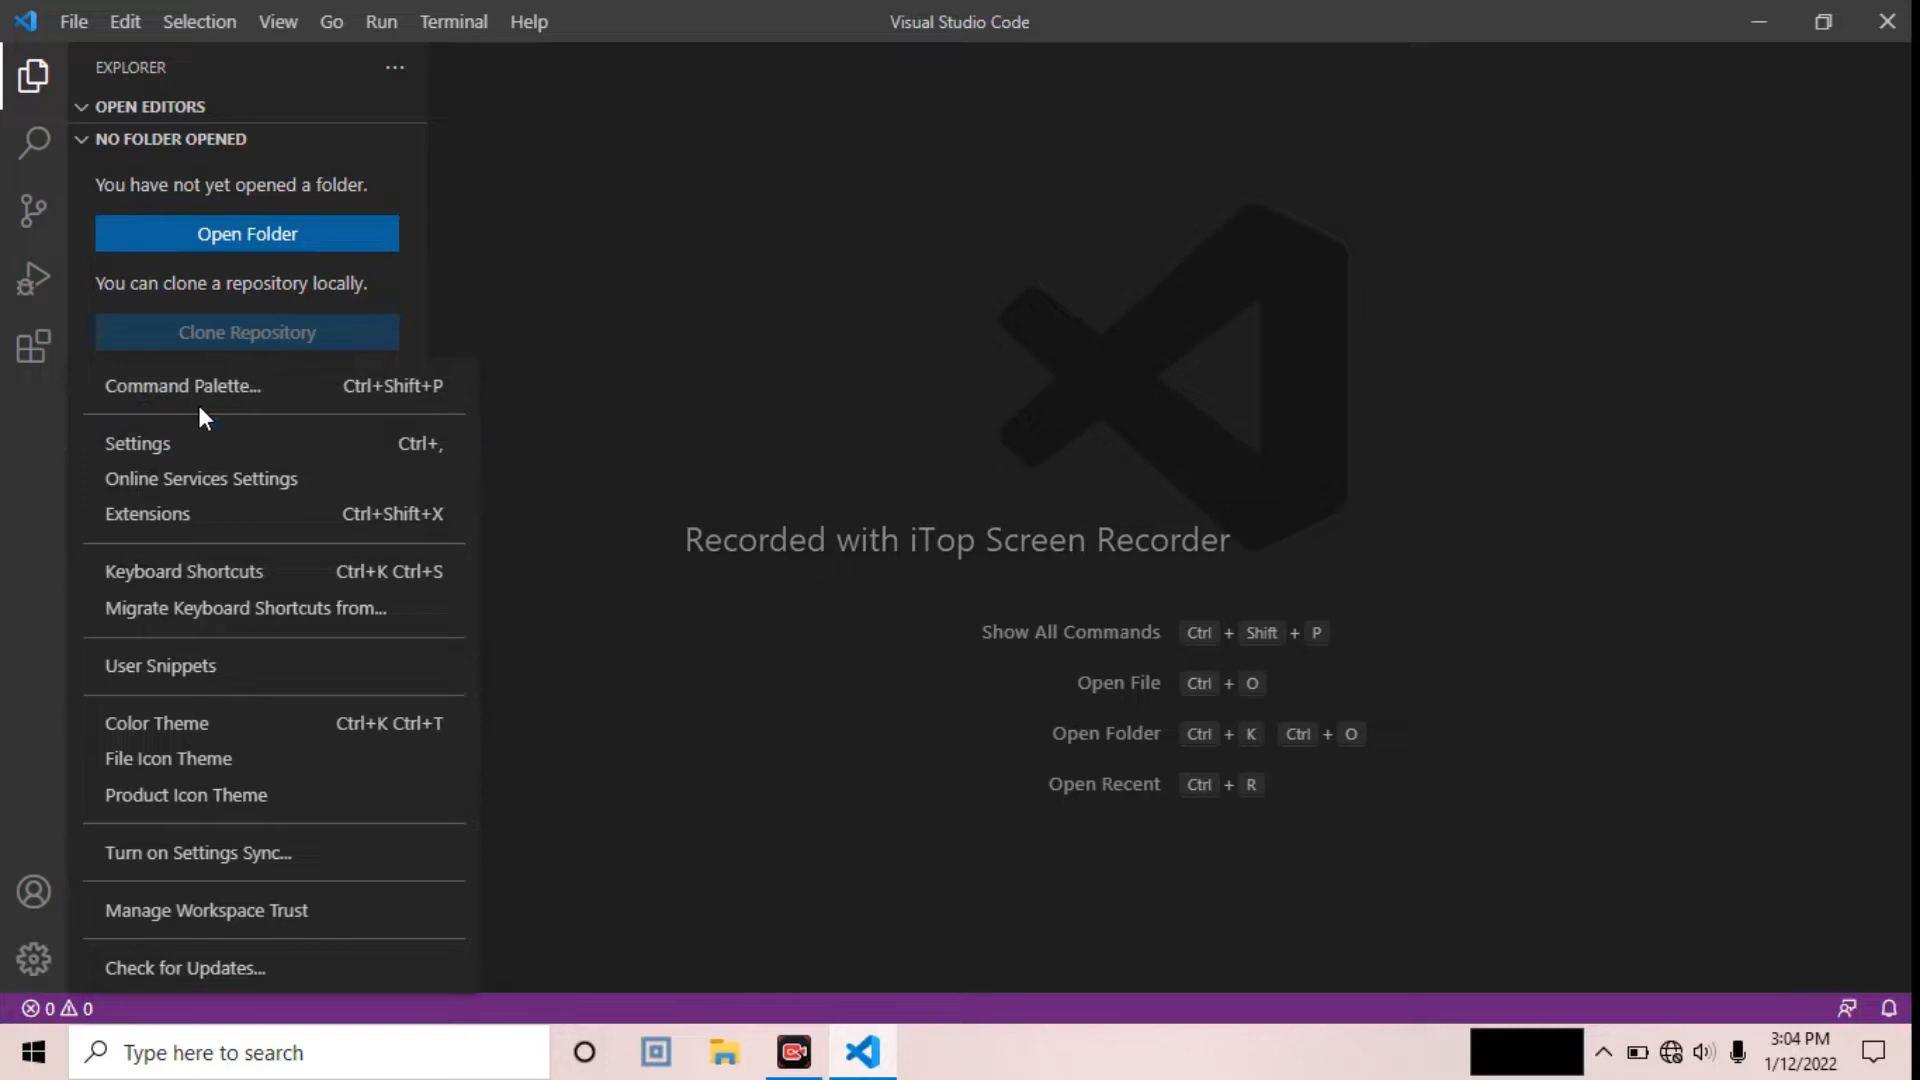 File Edit Selection View Go Run Terminal Help
Visual Studio Code
EXPLORER
OPEN EDITORS
NO FOLDER OPENED
You have not yet opened a folder.
Open Folder
You can clone a repository locally.
Clone Repository
Command Palette... Ctrl+Shift+P
Settings Ctrl+,
Online Services Settings
Extensions Ctrl+Shift+X
Keyboard Shortcuts Ctrl+K Ctrl+S
Migrate Keyboard Shortcuts from...
User Snippets
Color Theme Ctrl+K Ctrl+T
File Icon Theme
Product Icon Theme
Turn on Settings Sync...
Manage Workspace Trust
Check for Updates...
Recorded with iTop Screen Recorder
Show All Commands Ctrl + Shift + P
Open File Ctrl + O
Open Folder Ctrl + K Ctrl + O
Open Recent Ctrl + R
0 0
Type here to search
3:04 PM
1/12/2022